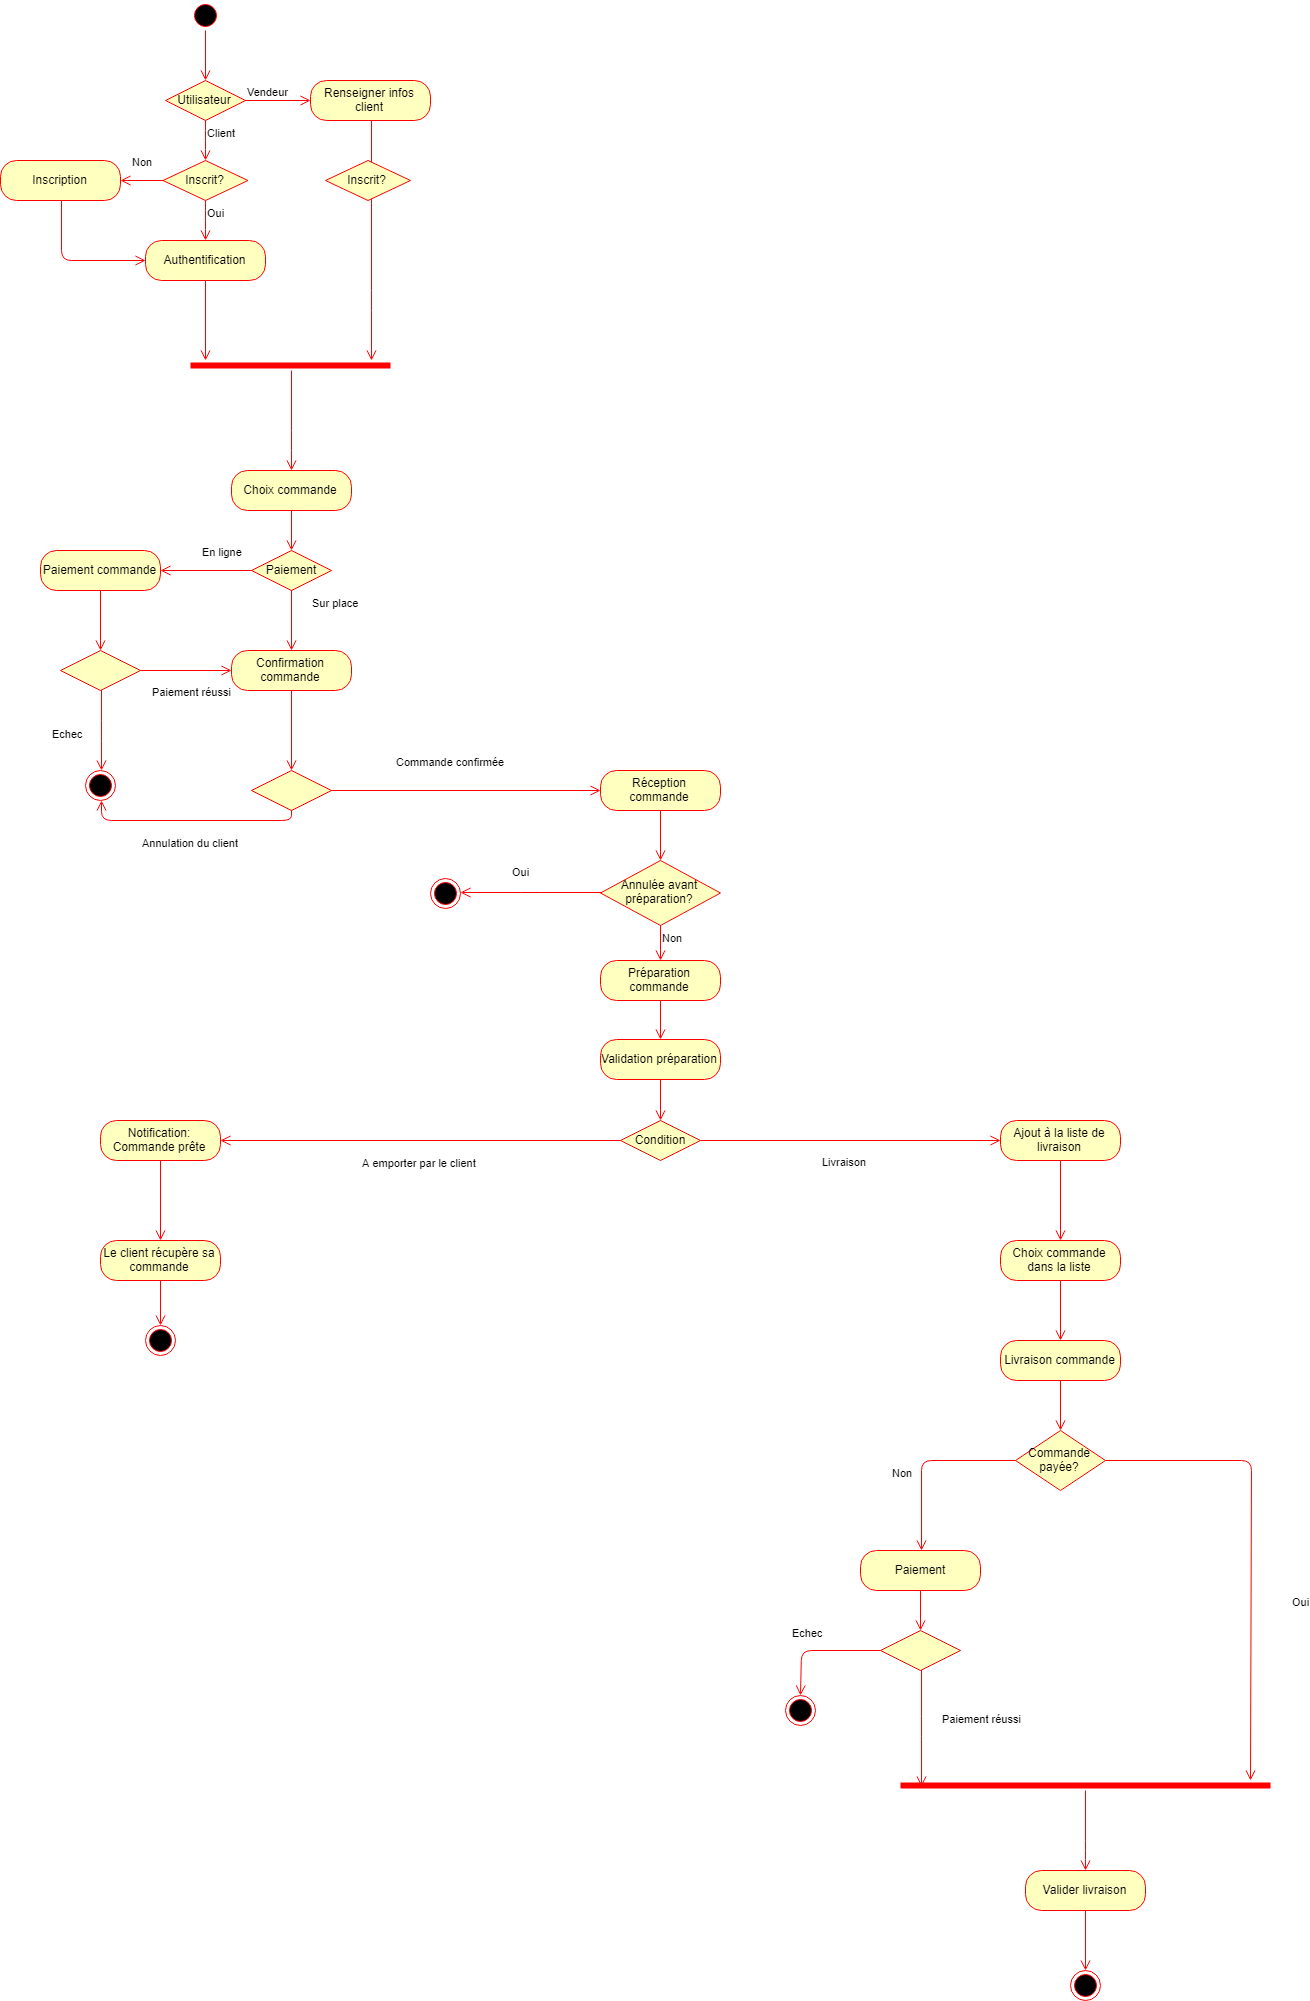 Utilisateur
Vendeur
Renseigner infos
client
Client
Non
Inscription
Inscrit?
Inscrit?
Oui
Authentification
Choix commande
En ligne
Paiement commande
Paiement
Sur place
Confirmation
commande
Paiement réussi
Echec
Commande confirmée
Réception
commande
Annulation du client
Oui
Annulée avant
préparation?
Non
Préparation
commande
Validation préparation
Notification:
Commande prête
Condition
Ajout à la liste de
livraison
A emporter par le client
Livraison
Le client récupère sa
commande
Choix commande
dans la liste
Livraison commande
Commande
payée?
Non
Paiement
Oui
Echec
Paiement réussi
Valider livraison